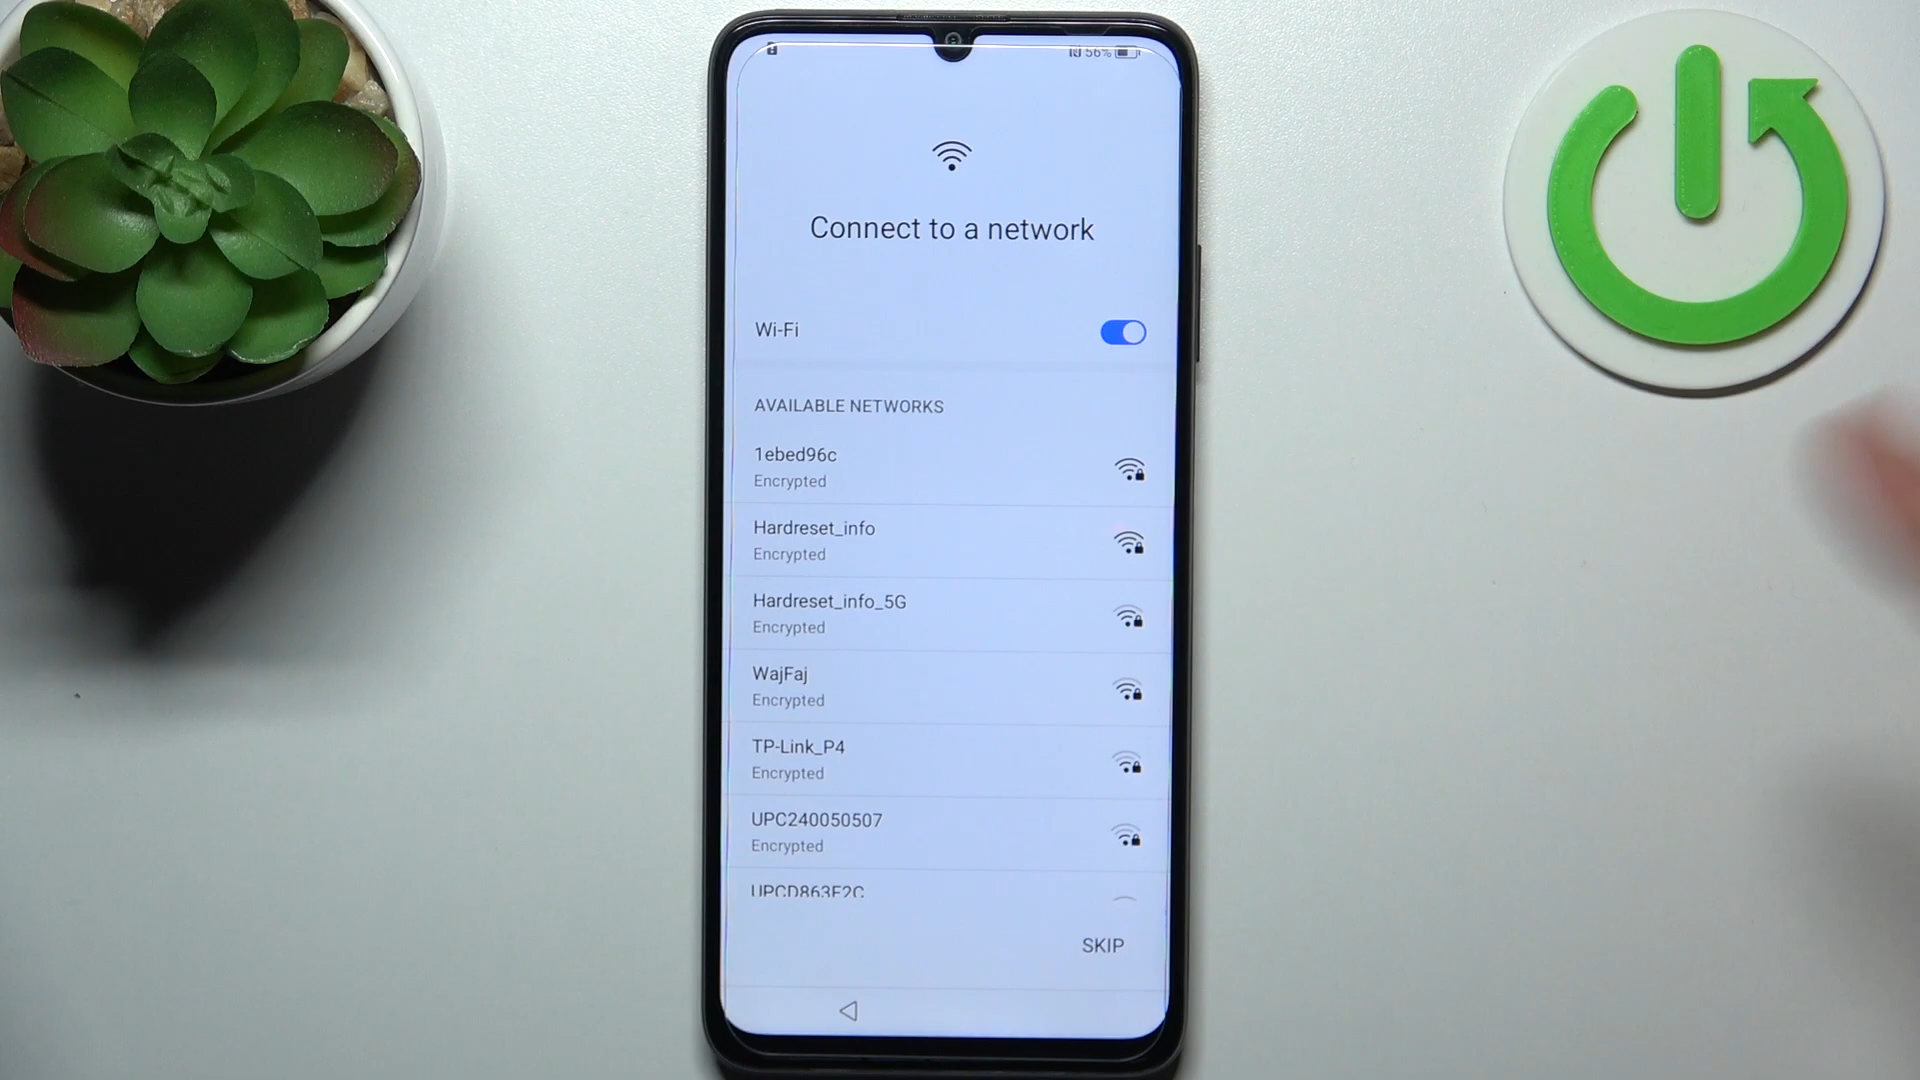 56%
Connect to a network
Wi-Fi
AVAILABLE NETWORKS
1ebed96c
Encrypted
Hardreset_info
Encrypted
Hardreset_info_5G
Encrypted
WajFaj
Encrypted
TP-Link_P4
Encrypted
UPC240050507
Encrypted
UPCD863F2C
SKIP